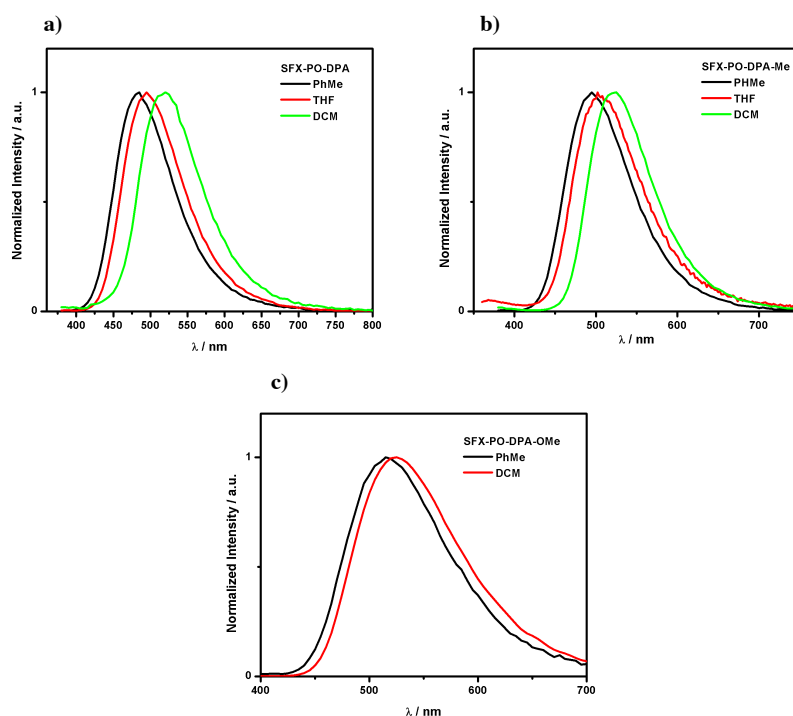 a)
SFX-PO-DPA
PhMe
THF
DCM
Normalized Intensity / a.u.
1
0
400 450 500 550 600 650 700 750 800
λ / nm
b)
SFX-PO-DPA-Me
PHMe
THF
DCM
Normalized Intensity / a.u.
1
0
400 500 600 700
λ / nm
c)
SFX-PO-DPA-OMe
PhMe
DCM
Normalized Intensity / a.u.
1
0
400 500 600 700
λ / nm